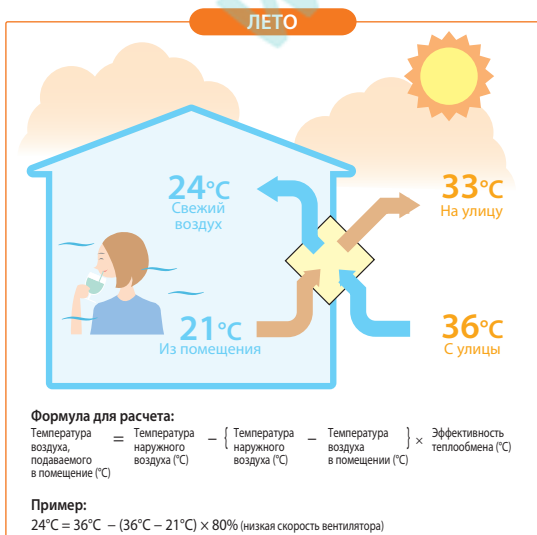 ЛЕТО
24°C
Свежий
воздух
33°C
На улицу
21°C
Из помещения
36°C
С улицы
Формула для расчета:
Температура воздуха, подаваемого в помещение (°C) = Температура наружного воздуха (°C) − { Температура наружного воздуха (°C) − Температура воздуха в помещении (°C) } × Эффективность теплообмена (°C)
Пример:
24°C = 36°C − (36°C − 21°C) × 80% (низкая скорость вентилятора)